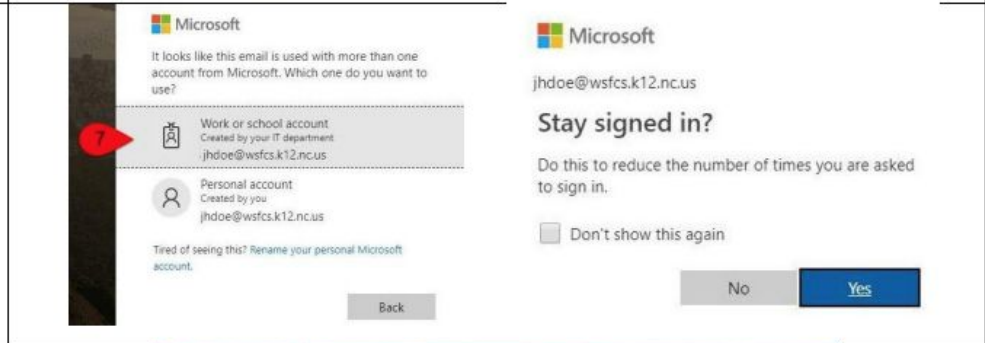 Microsoft
It looks like this email is used with more than one
account from Microsoft. Which one do you want to
use?
7
Work or school account
Created by your IT department
jhdoe@wsfcs.k12.nc.us
Personal account
Created by you
jhdoe@wsfcs.k12.nc.us
Tired of seeing this? Rename your personal Microsoft
account.
Back
Microsoft
jhdoe@wsfcs.k12.nc.us
Stay signed in?
Do this to reduce the number of times you are asked
to sign in.
Don't show this again
No
Yes